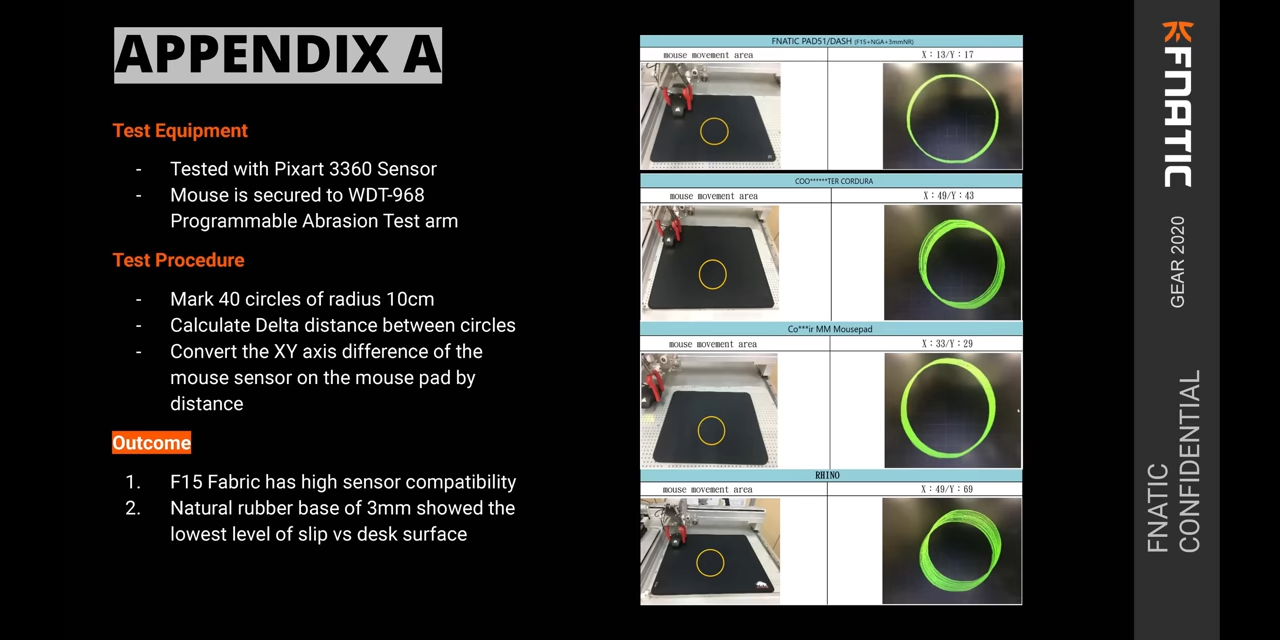 APPENDIX A
Test Equipment
- Tested with Pixart 3360 Sensor
- Mouse is secured to WDT-968
Programmable Abrasion Test arm
Test Procedure
- Mark 40 circles of radius 10cm
- Calculate Delta distance between circles
- Convert the XY axis difference of the
mouse sensor on the mouse pad by
distance
Outcome
1. F15 Fabric has high sensor compatibility
2. Natural rubber base of 3mm showed the
lowest level of slip vs desk surface
FNATIC PAD51/DASH (F15+NGA+3mmNR)
mouse movement area
X：13/Y：17
COO******TER CORDURA
mouse movement area
X：49/Y：43
Co***ir MM Mousepad
mouse movement area
X：33/Y：29
RHINO
mouse movement area
X：49/Y：69
FNATIC
GEAR 2020
FNATIC
CONFIDENTIAL